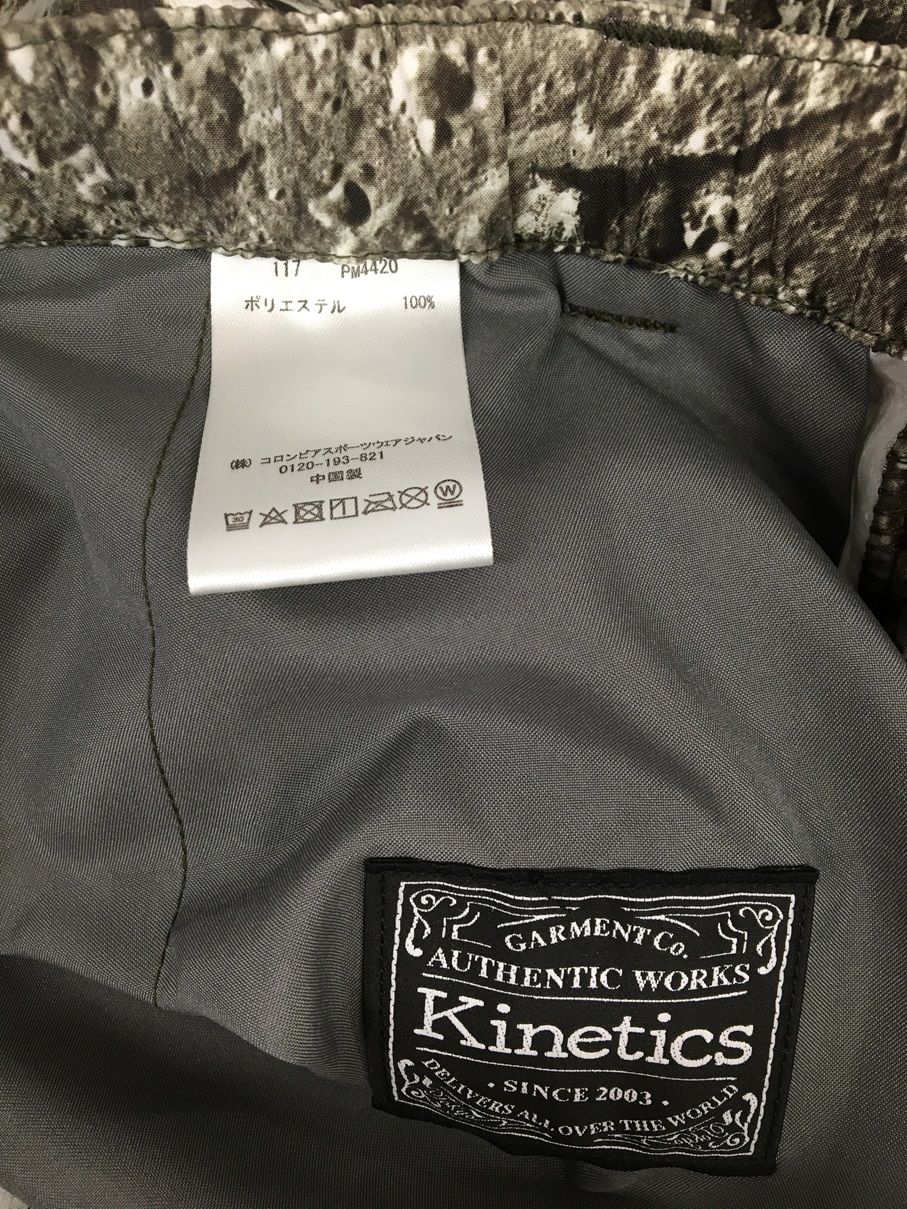 117 PM4420
ポリエステル 100%
(株) コロンビアスポーツウェアジャパン
0120-193-821
中国製
30
W
GARMENT Co.
AUTHENTIC WORKS
Kinetics
· SINCE 2003 ·
DELIVERS ALL OVER THE WORLD